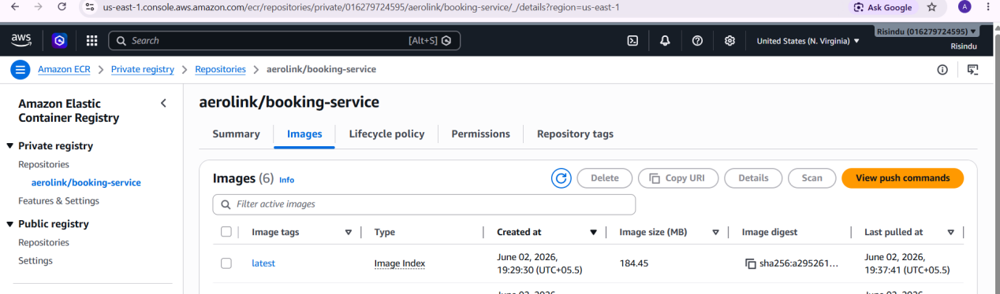 us-east-1.console.aws.amazon.com/ecr/repositories/private/016279724595/aerolink/booking-service/_/details?region=us-east-1
Ask Google
A
aws
Search
[Alt+S]
United States (N. Virginia)
Risindu (016279724595)
Risindu
Amazon ECR
Private registry
Repositories
aerolink/booking-service
Amazon Elastic
Container Registry
Private registry
Repositories
aerolink/booking-service
Features & Settings
Public registry
Repositories
Settings
aerolink/booking-service
Summary
Images
Lifecycle policy
Permissions
Repository tags
Images (6) Info
Delete
Copy URI
Details
Scan
View push commands
Filter active images
Image tags
Type
Created at
Image size (MB)
Image digest
Last pulled at
latest
Image Index
June 02, 2026,
19:29:30 (UTC+05.5)
184.45
sha256:a295261...
June 02, 2026,
19:37:41 (UTC+05.5)